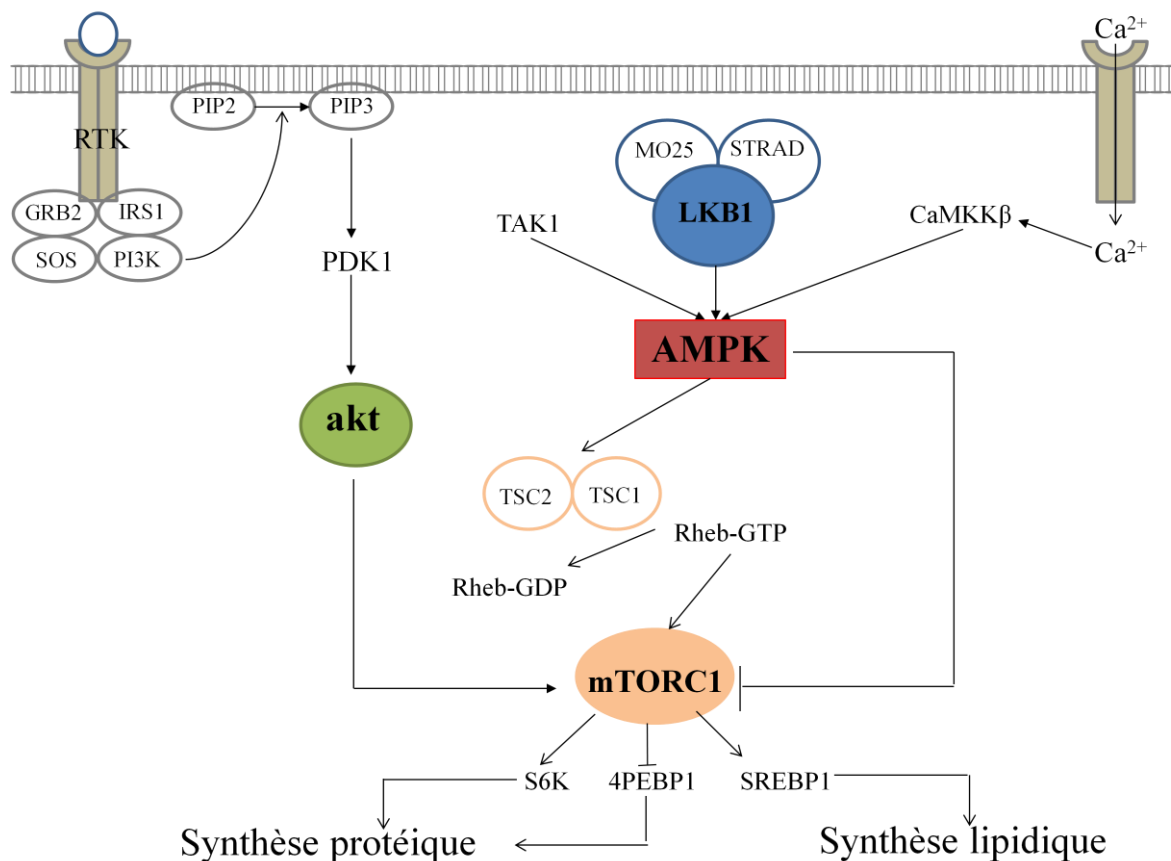 Ca²⁺
PIP2
PIP3
RTK
MO25
STRAD
GRB2
IRS1
LKB1
TAK1
CaMKKβ
SOS
PI3K
PDK1
Ca²⁺
AMPK
akt
TSC2
TSC1
Rheb-GTP
Rheb-GDP
mTORC1
S6K
4PEBP1
SREBP1
Synthèse protéique
Synthèse lipidique